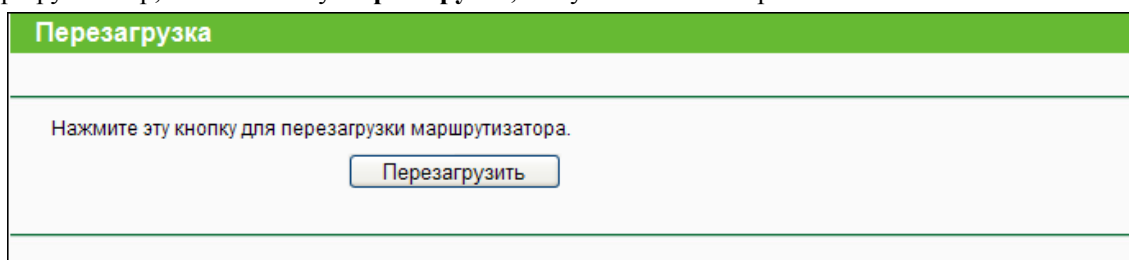 Перезагрузка
Нажмите эту кнопку для перезагрузки маршрутизатора.
Перезагрузить